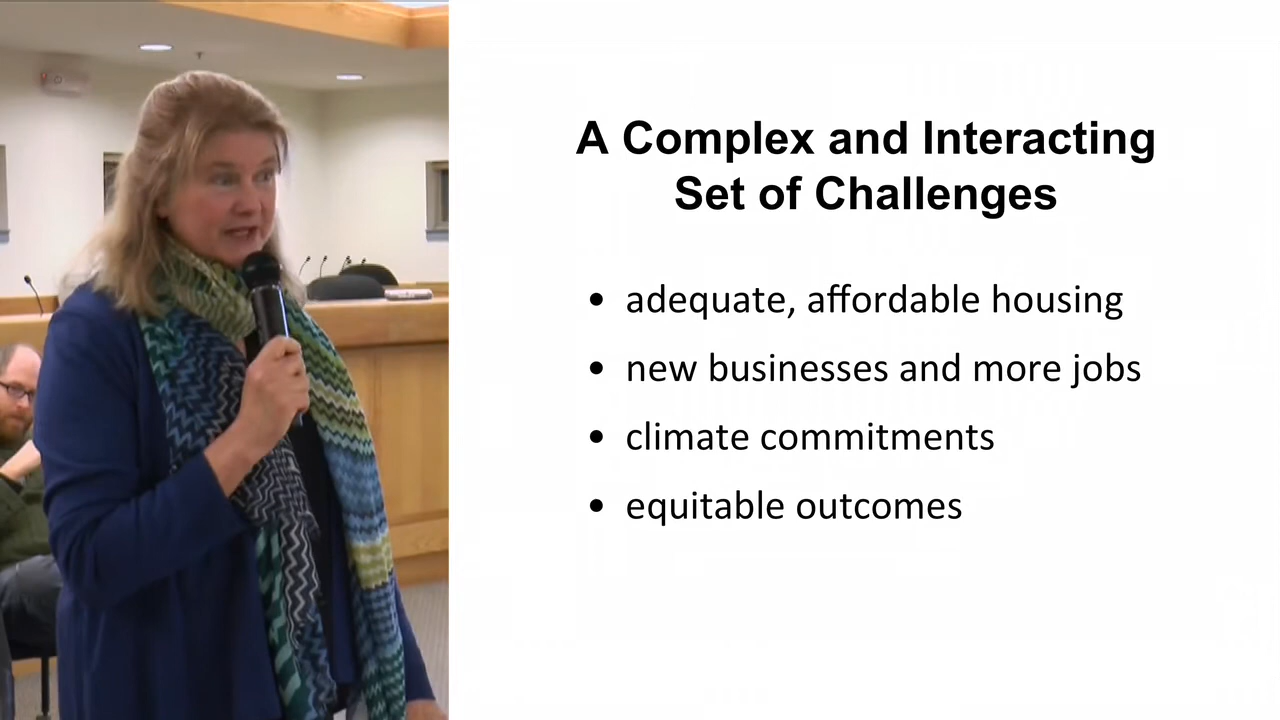 A Complex and Interacting
Set of Challenges
• adequate, affordable housing
• new businesses and more jobs
• climate commitments
• equitable outcomes